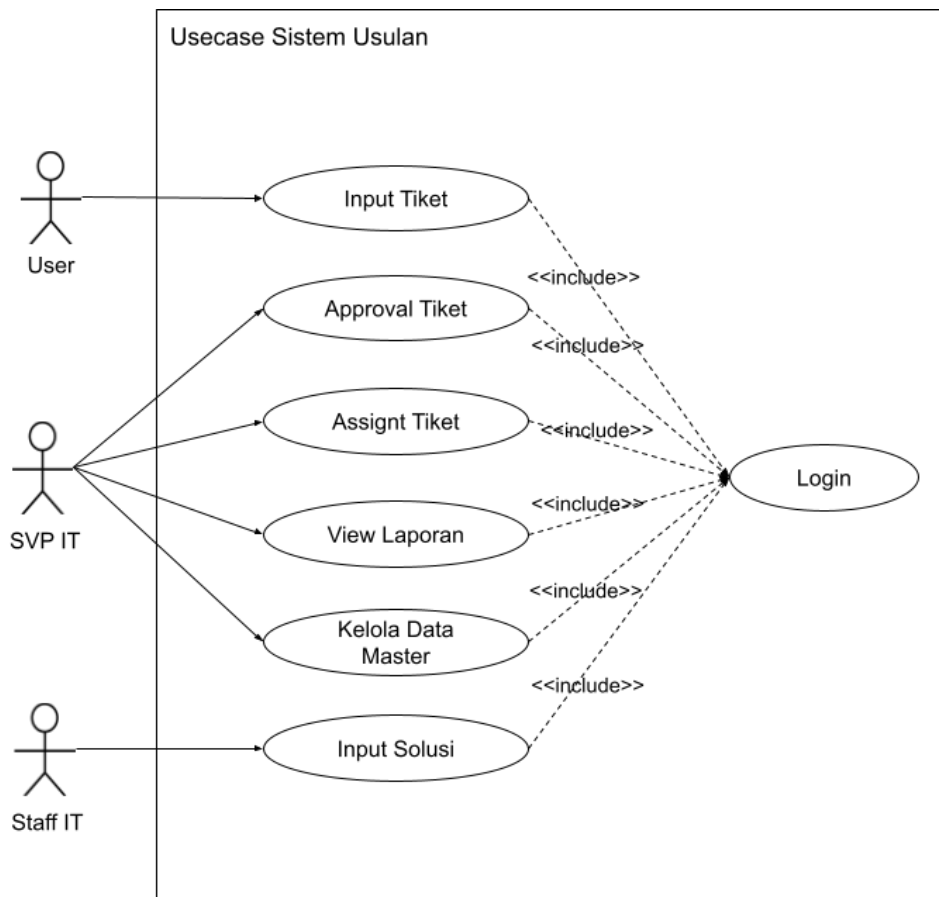 Usecase Sistem Usulan
User
Input Tiket
<<include>>
Approval Tiket
<<include>>
SVP IT
Assignt Tiket
<<include>>
Login
View Laporan
<<include>>
Kelola Data
Master
<<include>>
Staff IT
Input Solusi
<<include>>